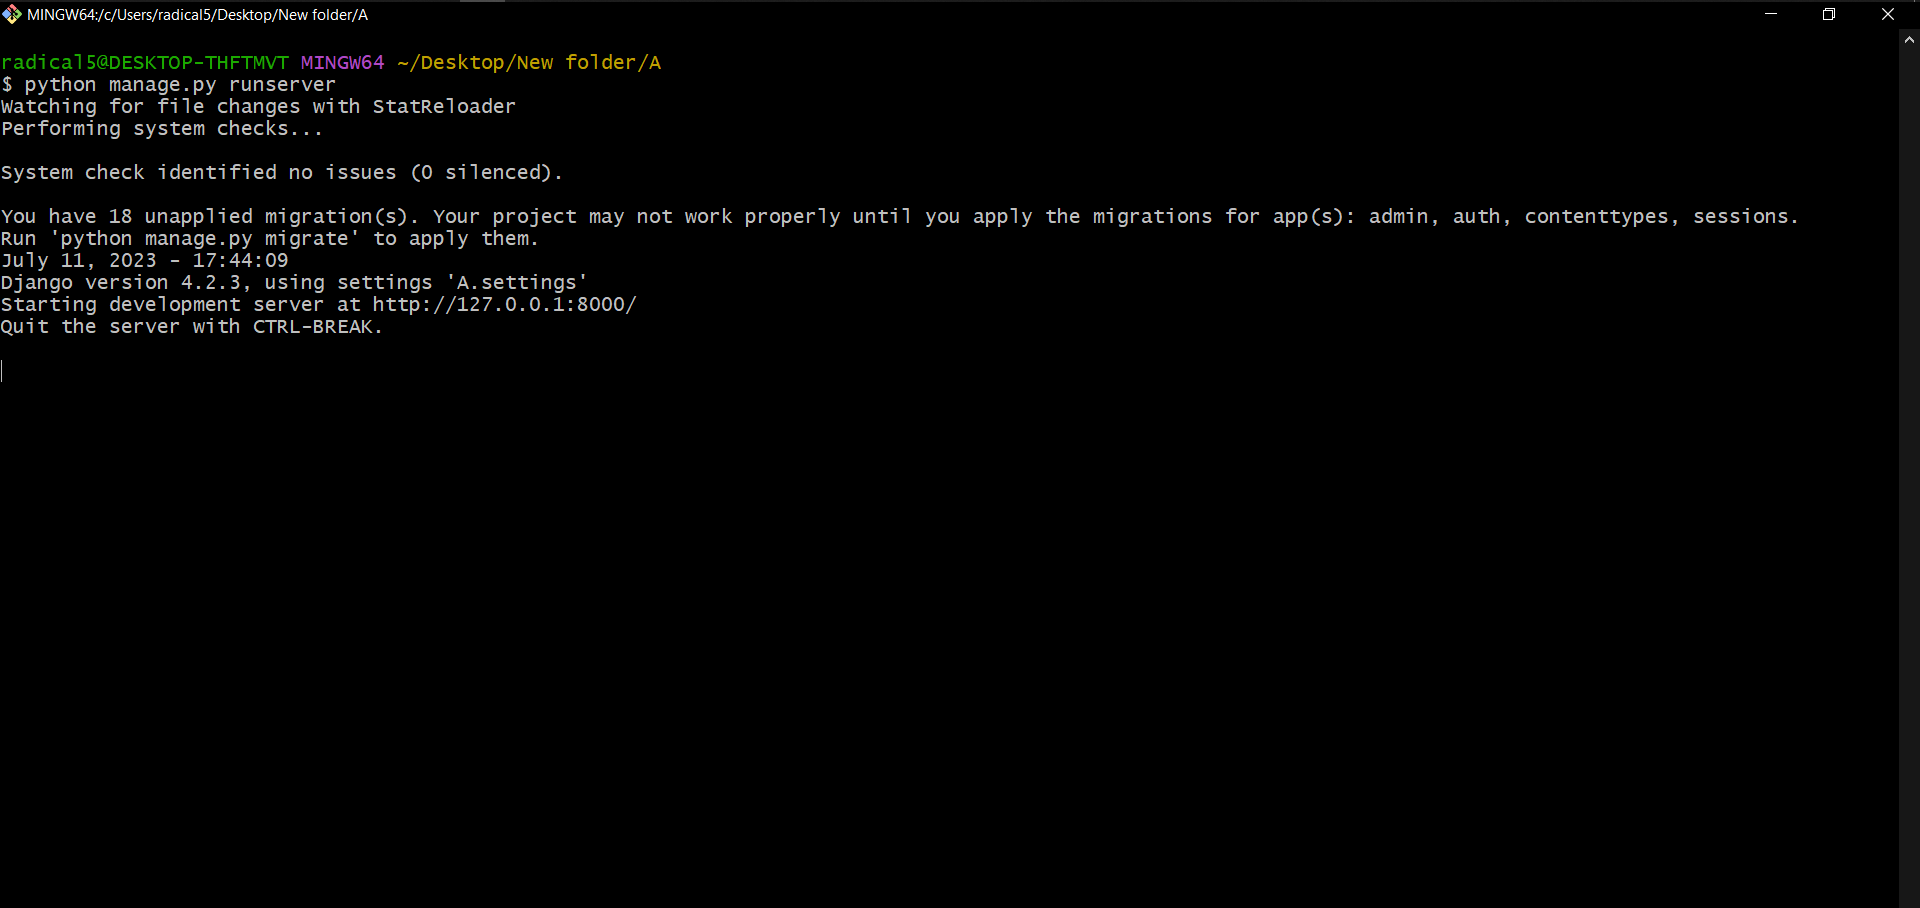 MINGW64:/c/Users/radical5/Desktop/New folder/A
radical5@DESKTOP-THFTMVT MINGW64 ~/Desktop/New folder/A
$ python manage.py runserver
Watching for file changes with StatReloader
Performing system checks...
System check identified no issues (0 silenced).
You have 18 unapplied migration(s). Your project may not work properly until you apply the migrations for app(s): admin, auth, contenttypes, sessions.
Run 'python manage.py migrate' to apply them.
July 11, 2023 - 17:44:09
Django version 4.2.3, using settings 'A.settings'
Starting development server at http://127.0.0.1:8000/
Quit the server with CTRL-BREAK.